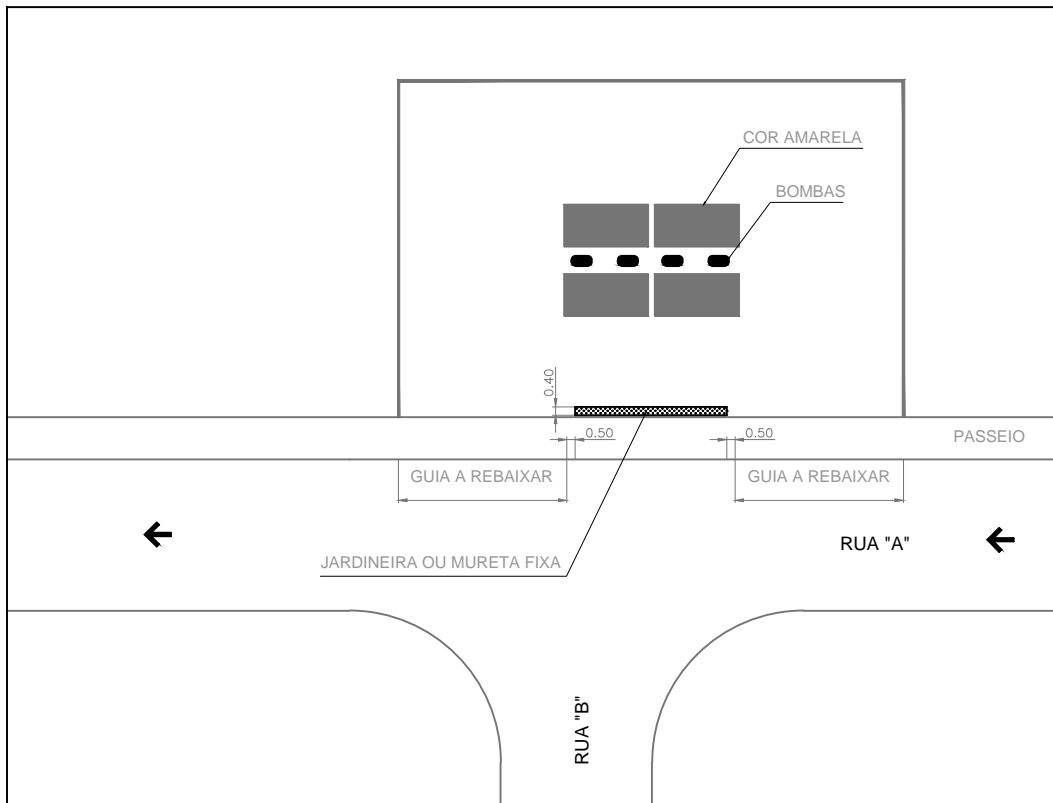 COR AMARELA
BOMBAS
0.40
0.50
0.50
PASSEIO
GUIA A REBAIXAR
GUIA A REBAIXAR
RUA "A"
JARDINEIRA OU MURETA FIXA
RUA "B"